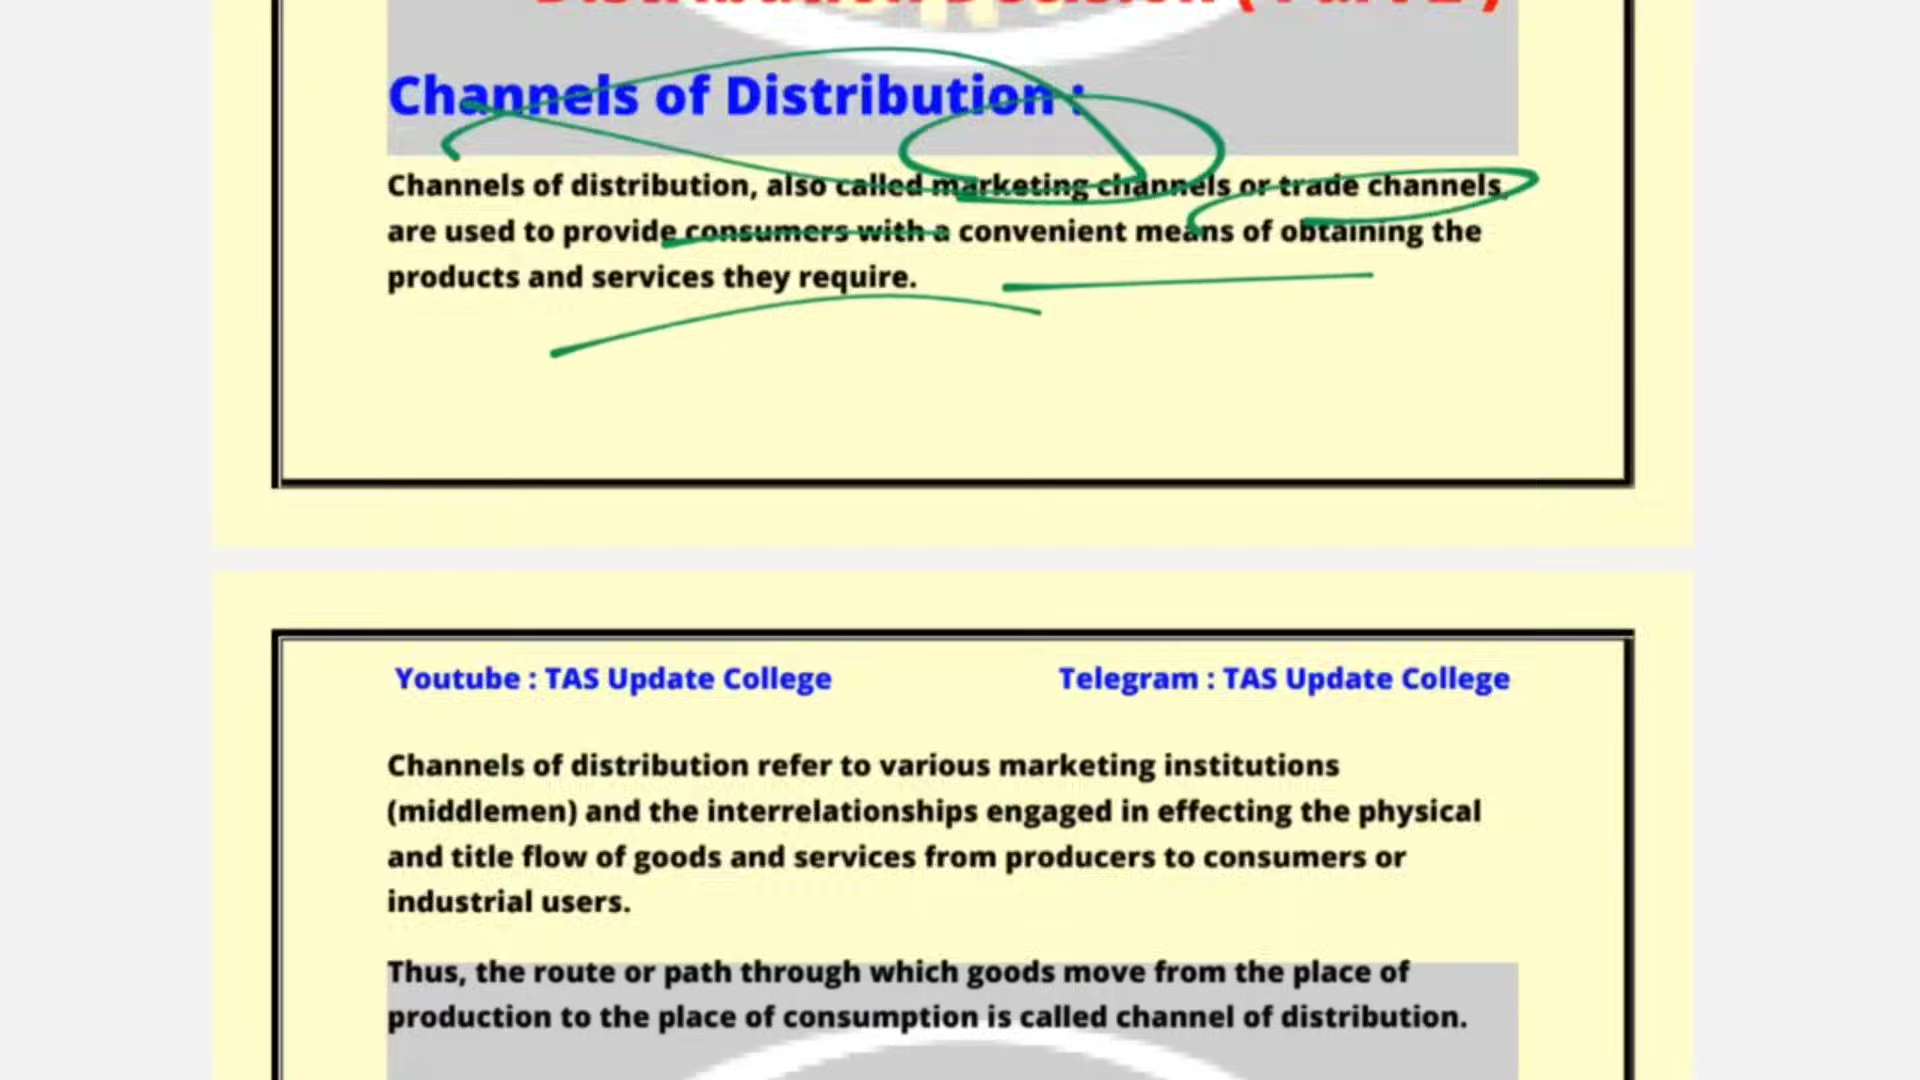 Distribution Decision ( Part 2 )
Channels of Distribution :
Channels of distribution, also called marketing channels or trade channels,
are used to provide consumers with a convenient means of obtaining the
products and services they require.
Youtube : TAS Update College
Telegram : TAS Update College
Channels of distribution refer to various marketing institutions
(middlemen) and the interrelationships engaged in effecting the physical
and title flow of goods and services from producers to consumers or
industrial users.
Thus, the route or path through which goods move from the place of
production to the place of consumption is called channel of distribution.